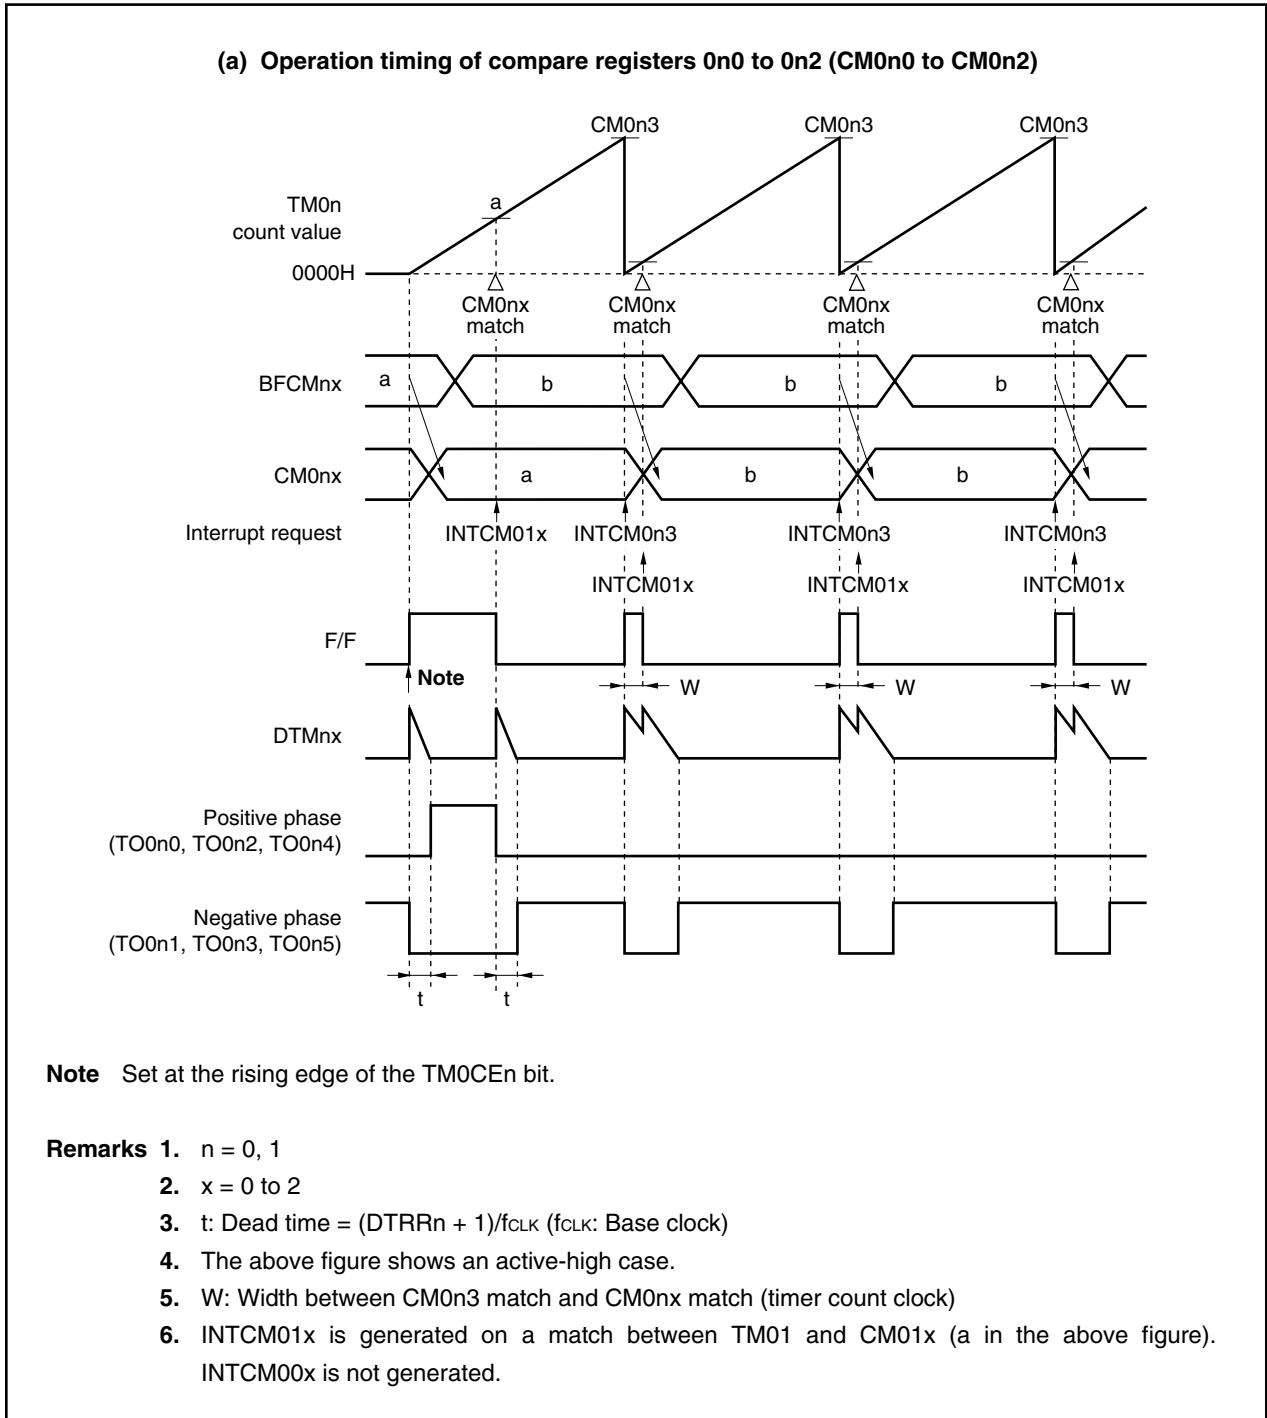 (a) Operation timing of compare registers 0n0 to 0n2 (CM0n0 to CM0n2)
CM0n3 CM0n3 CM0n3
TM0n
count value
a
0000H
CM0nx
match
CM0nx
match
CM0nx
match
CM0nx
match
BFCMnx
a b b b
CM0nx
a b b
Interrupt request
INTCM01x INTCM0n3 INTCM0n3 INTCM0n3
INTCM01x INTCM01x INTCM01x
F/F
Note
W W W
DTMnx
Positive phase
(TO0n0, TO0n2, TO0n4)
Negative phase
(TO0n1, TO0n3, TO0n5)
t t
Note Set at the rising edge of the TM0CEn bit.
Remarks 1. n = 0, 1
2. x = 0 to 2
3. t: Dead time = (DTRRn + 1)/fCLK (fCLK: Base clock)
4. The above figure shows an active-high case.
5. W: Width between CM0n3 match and CM0nx match (timer count clock)
6. INTCM01x is generated on a match between TM01 and CM01x (a in the above figure).
INTCM00x is not generated.